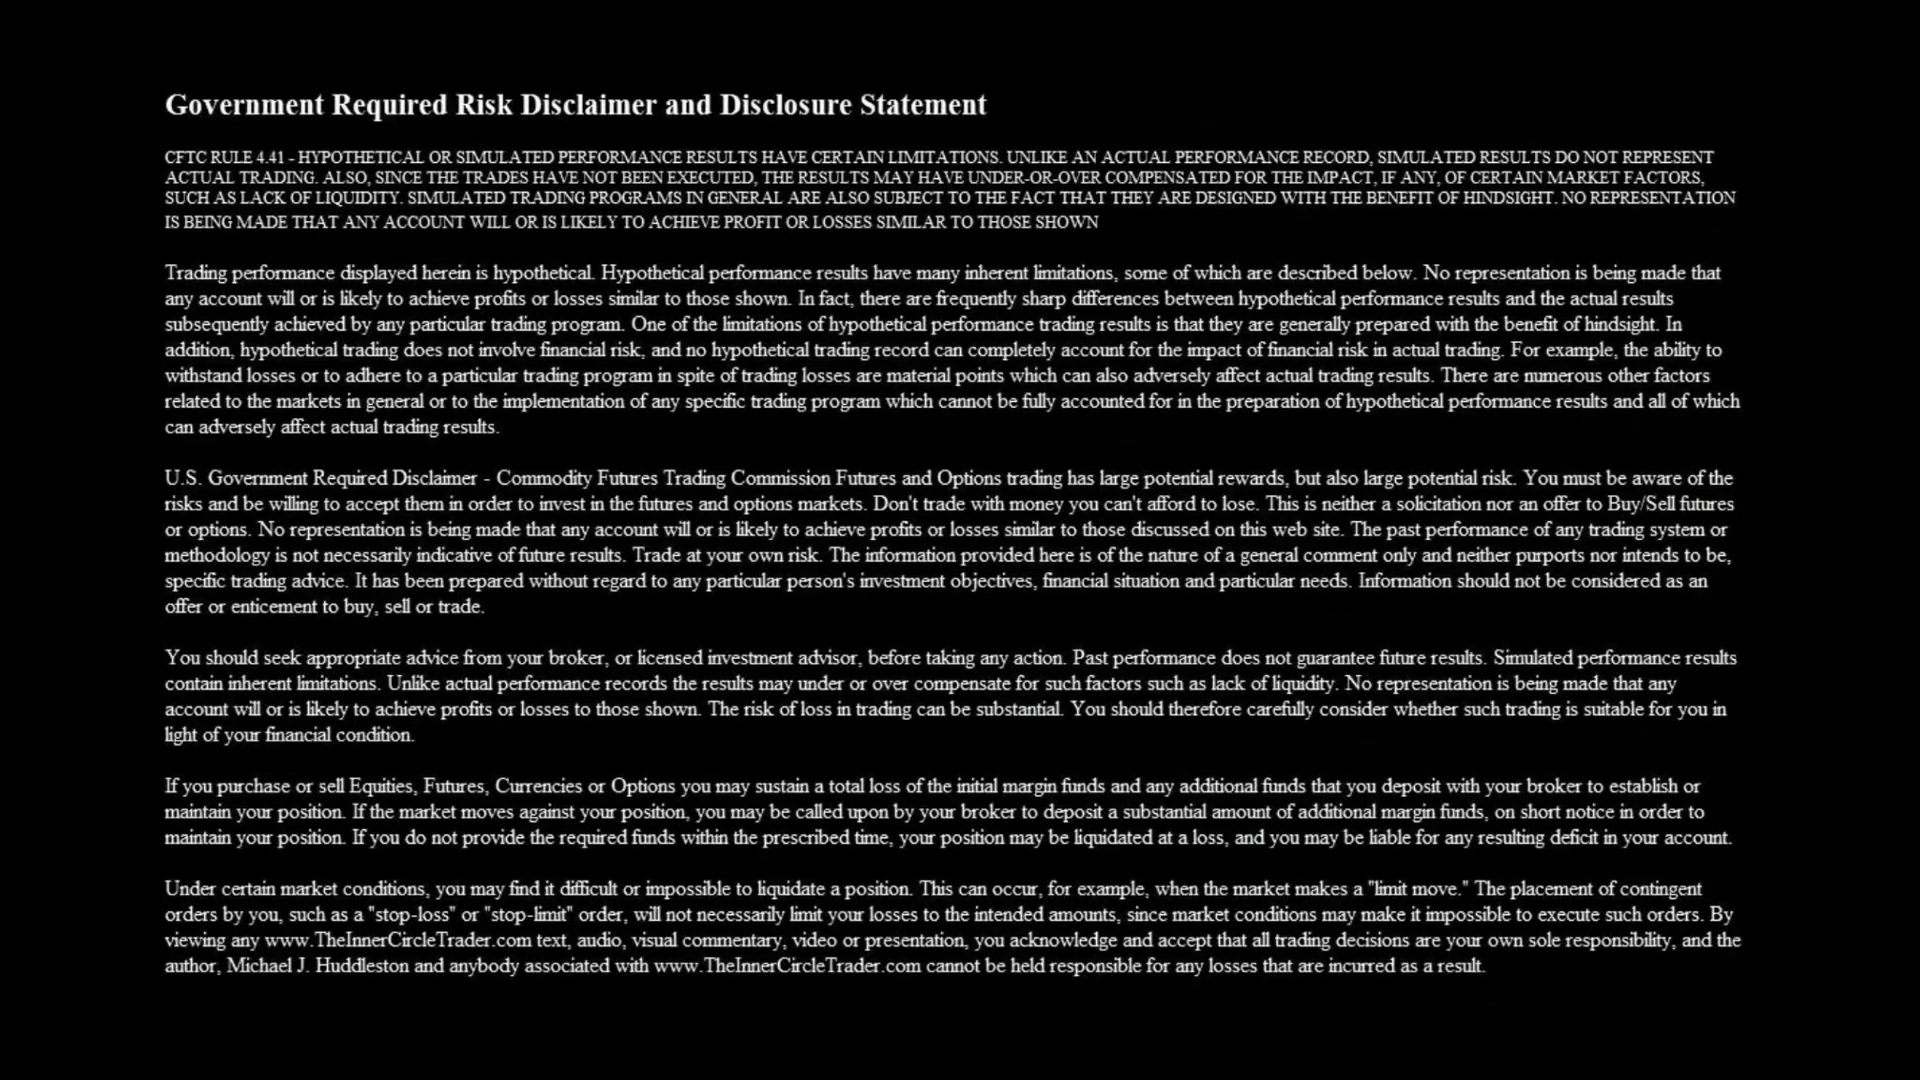 Government Required Risk Disclaimer and Disclosure Statement
CFTC RULE 4.41 - HYPOTHETICAL OR SIMULATED PERFORMANCE RESULTS HAVE CERTAIN LIMITATIONS. UNLIKE AN ACTUAL PERFORMANCE RECORD, SIMULATED RESULTS DO NOT REPRESENT
ACTUAL TRADING. ALSO, SINCE THE TRADES HAVE NOT BEEN EXECUTED, THE RESULTS MAY HAVE UNDER-OR-OVER COMPENSATED FOR THE IMPACT, IF ANY, OF CERTAIN MARKET FACTORS,
SUCH AS LACK OF LIQUIDITY. SIMULATED TRADING PROGRAMS IN GENERAL ARE ALSO SUBJECT TO THE FACT THAT THEY ARE DESIGNED WITH THE BENEFIT OF HINDSIGHT. NO REPRESENTATION
IS BEING MADE THAT ANY ACCOUNT WILL OR IS LIKELY TO ACHIEVE PROFIT OR LOSSES SIMILAR TO THOSE SHOWN
Trading performance displayed herein is hypothetical. Hypothetical performance results have many inherent limitations, some of which are described below. No representation is being made that
any account will or is likely to achieve profits or losses similar to those shown. In fact, there are frequently sharp differences between hypothetical performance results and the actual results
subsequently achieved by any particular trading program. One of the limitations of hypothetical performance trading results is that they are generally prepared with the benefit of hindsight. In
addition, hypothetical trading does not involve financial risk, and no hypothetical trading record can completely account for the impact of financial risk in actual trading. For example, the ability to
withstand losses or to adhere to a particular trading program in spite of trading losses are material points which can also adversely affect actual trading results. There are numerous other factors
related to the markets in general or to the implementation of any specific trading program which cannot be fully accounted for in the preparation of hypothetical performance results and all of which
can adversely affect actual trading results.
U.S. Government Required Disclaimer - Commodity Futures Trading Commission Futures and Options trading has large potential rewards, but also large potential risk. You must be aware of the
risks and be willing to accept them in order to invest in the futures and options markets. Don't trade with money you can't afford to lose. This is neither a solicitation nor an offer to Buy/Sell futures
or options. No representation is being made that any account will or is likely to achieve profits or losses similar to those discussed on this web site. The past performance of any trading system or
methodology is not necessarily indicative of future results. Trade at your own risk. The information provided here is of the nature of a general comment only and neither purports nor intends to be,
specific trading advice. It has been prepared without regard to any particular person's investment objectives, financial situation and particular needs. Information should not be considered as an
offer or enticement to buy, sell or trade.
You should seek appropriate advice from your broker, or licensed investment advisor, before taking any action. Past performance does not guarantee future results. Simulated performance results
contain inherent limitations. Unlike actual performance records the results may under or over compensate for such factors such as lack of liquidity. No representation is being made that any
account will or is likely to achieve profits or losses to those shown. The risk of loss in trading can be substantial. You should therefore carefully consider whether such trading is suitable for you in
light of your financial condition.
If you purchase or sell Equities, Futures, Currencies or Options you may sustain a total loss of the initial margin funds and any additional funds that you deposit with your broker to establish or
maintain your position. If the market moves against your position, you may be called upon by your broker to deposit a substantial amount of additional margin funds, on short notice in order to
maintain your position. If you do not provide the required funds within the prescribed time, your position may be liquidated at a loss, and you may be liable for any resulting deficit in your account.
Under certain market conditions, you may find it difficult or impossible to liquidate a position. This can occur, for example, when the market makes a "limit move." The placement of contingent
orders by you, such as a "stop-loss" or "stop-limit" order, will not necessarily limit your losses to the intended amounts, since market conditions may make it impossible to execute such orders. By
viewing any www.TheInnerCircleTrader.com text, audio, visual commentary, video or presentation, you acknowledge and accept that all trading decisions are your own sole responsibility, and the
author, Michael J. Huddleston and anybody associated with www.TheInnerCircleTrader.com cannot be held responsible for any losses that are incurred as a result.